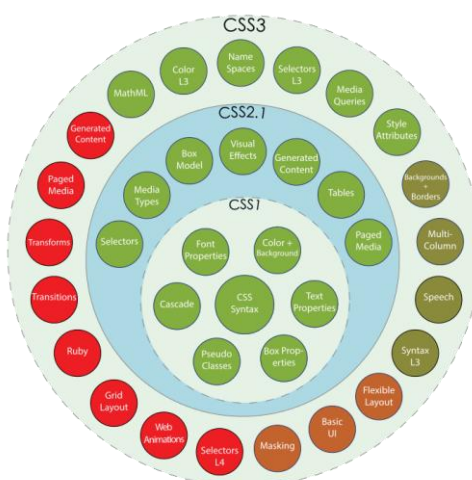 CSS3
Name
Spaces
Color
L3
Selectors
L3
MathML
Media
Queries
Style
Attributes
Generated
Content
Backgrounds
+
Borders
Paged
Media
Multi-
Column
Transforms
Speech
Transitions
Syntax
L3
Ruby
Flexible
Layout
Grid
Layout
Basic
UI
Web
Animations
Masking
Selectors
L4
CSS2.1
Visual
Effects
Box
Model
Generated
Content
Media
Types
Tables
Selectors
Paged
Media
CSS1
Font
Properties
Color +
Background
Cascade
CSS
Syntax
Text
Properties
Pseudo
Classes
Box Prop-
erties